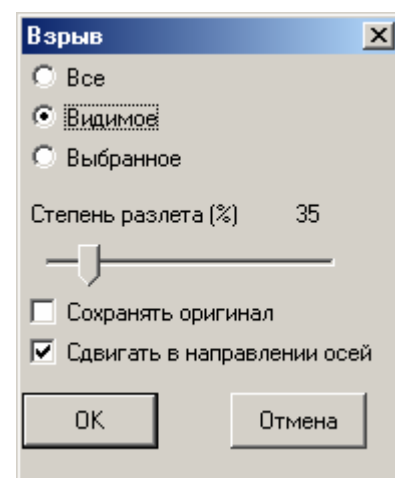 Взрыв
Все
Видимое
Выбранное
Степень разлета (%) 35
Сохранять оригинал
Сдвигать в направлении осей
OK Отмена